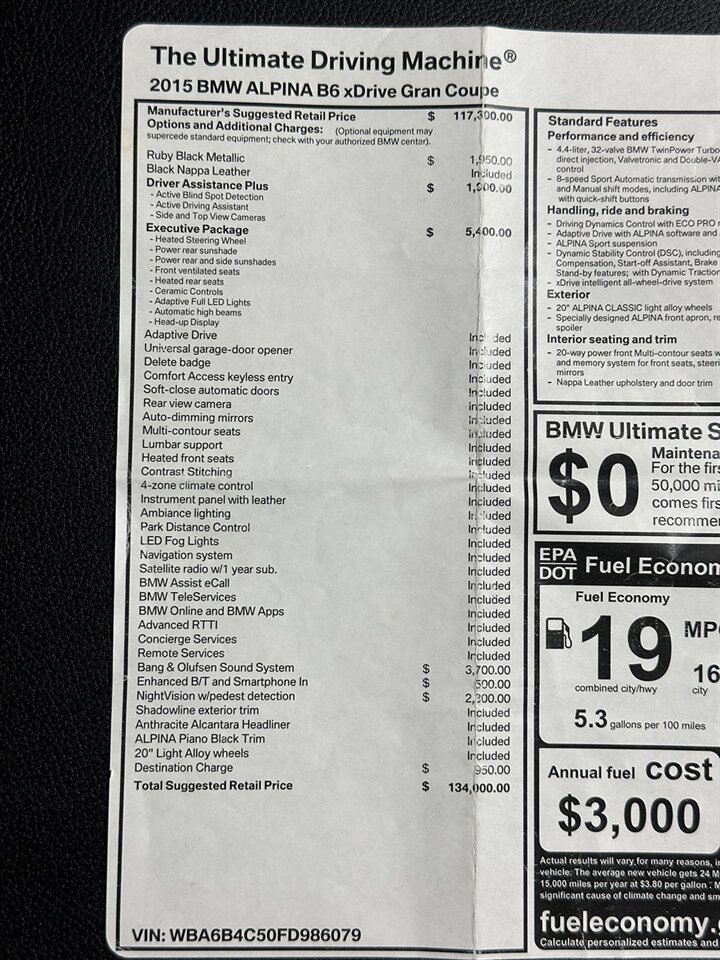 The Ultimate Driving Machine®
2015 BMW ALPINA B6 xDrive Gran Coupe
Manufacturer's Suggested Retail Price $ 117,300.00
Options and Additional Charges: (Optional equipment may
supercede standard equipment; check with your authorized BMW center).
Ruby Black Metallic $ 1,950.00
Black Nappa Leather Included
Driver Assistance Plus $ 1,900.00
- Active Blind Spot Detection
- Active Driving Assistant
- Side and Top View Cameras
Executive Package $ 5,400.00
- Heated Steering Wheel
- Power rear sunshade
- Power rear and side sunshades
- Front ventilated seats
- Heated rear seats
- Ceramic Controls
- Adaptive Full LED Lights
- Automatic high beams
- Head-up Display
Adaptive Drive Included
Universal garage-door opener Included
Delete badge Included
Comfort Access keyless entry Included
Soft-close automatic doors Included
Rear view camera Included
Auto-dimming mirrors Included
Multi-contour seats Included
Lumbar support Included
Heated front seats Included
Contrast Stitching Included
4-zone climate control Included
Instrument panel with leather Included
Ambiance lighting Included
Park Distance Control Included
LED Fog Lights Included
Navigation system Included
Satellite radio w/1 year sub. Included
BMW Assist eCall Included
BMW TeleServices Included
BMW Online and BMW Apps Included
Advanced RTTI Included
Concierge Services Included
Remote Services Included
Bang & Olufsen Sound System $ 3,700.00
Enhanced B/T and Smartphone In $ 500.00
NightVision w/pedest detection $ 2,300.00
Shadowline exterior trim Included
Anthracite Alcantara Headliner Included
ALPINA Piano Black Trim Included
20" Light Alloy wheels Included
Destination Charge $ 950.00
Total Suggested Retail Price $ 134,000.00
VIN: WBA6B4C50FD986079
Standard Features
Performance and efficiency
- 4.4-liter, 32-valve BMW TwinPower Turbo
direct injection, Valvetronic and Double-VA
control
- 8-speed Sport Automatic transmission wit
and Manual shift modes, including ALPINA
with quick-shift buttons
Handling, ride and braking
- Driving Dynamics Control with ECO PRO
- Adaptive Drive with ALPINA software and
- ALPINA Sport suspension
- Dynamic Stability Control (DSC), including
Compensation, Start-off Assistant, Brake
Stand-by features; with Dynamic Traction
- xDrive intelligent all-wheel-drive system
Exterior
- 20" ALPINA CLASSIC light alloy wheels
- Specially designed ALPINA front apron, re
spoiler
Interior seating and trim
- 20-way power front Multi-contour seats w
and memory system for front seats, steeri
mirrors
- Nappa Leather upholstery and door trim
BMW Ultimate S
$0
Maintena
For the firs
50,000 mi
comes firs
recommen
EPA
DOT Fuel Econom
Fuel Economy
19 MPG
combined city/hwy
16
city
5.3 gallons per 100 miles
Annual fuel cost
$3,000
Actual results will vary for many reasons, i
vehicle. The average new vehicle gets 24 M
15,000 miles per year at $3.80 per gallon. M
significant cause of climate change and sm
fueleconomy.
Calculate personalized estimates and